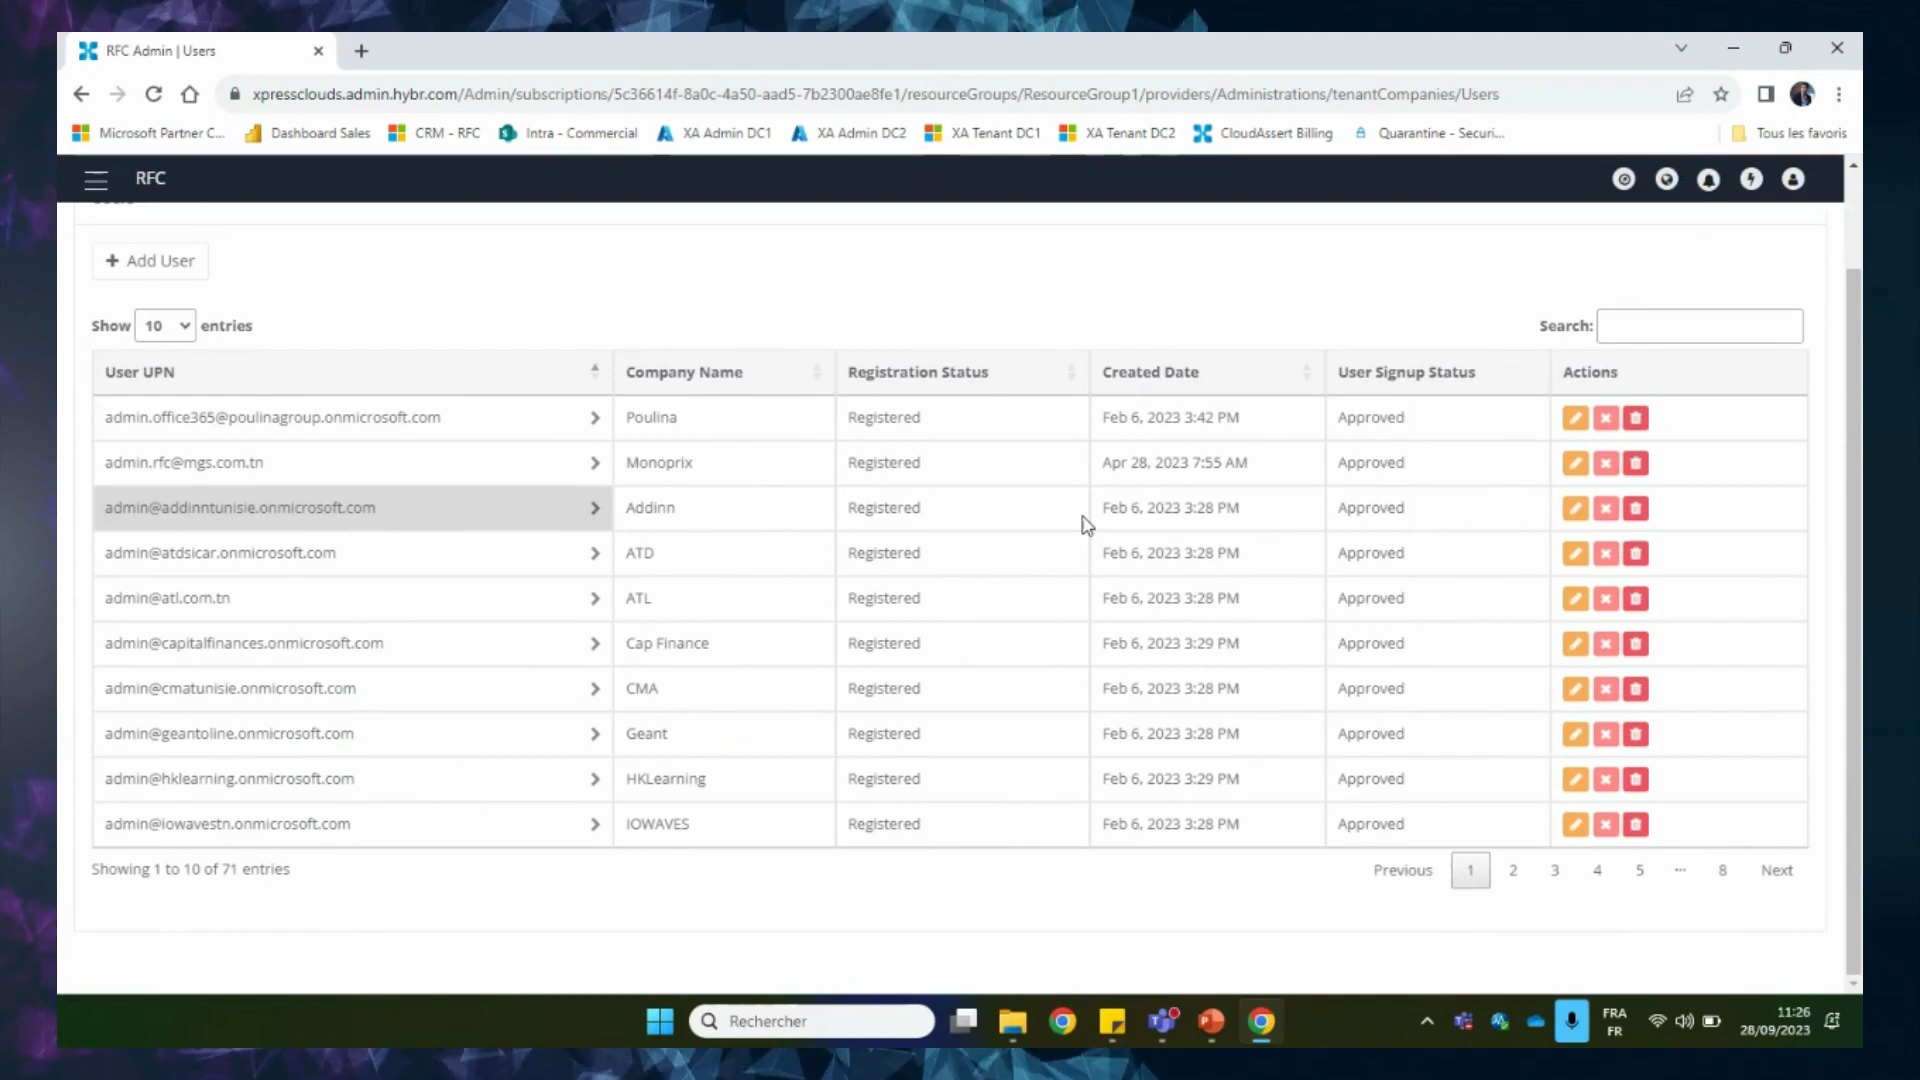 RFC Admin | Users
xpressclouds.admin.hybr.com/Admin/subscriptions/5c36614f-8a0c-4a50-aad5-7b2300ae8fe1/resourceGroups/ResourceGroup1/providers/Administrations/tenantCompanies/Users
Microsoft Partner C... Dashboard Sales CRM - RFC Intra - Commercial XA Admin DC1 XA Admin DC2 XA Tenant DC1 XA Tenant DC2 CloudAssert Billing Quarantine - Securi... Tous les favoris
RFC
+ Add User
Show 10 entries Search:
User UPN Company Name Registration Status Created Date User Signup Status Actions
admin.office365@poulinagroup.onmicrosoft.com Poulina Registered Feb 6, 2023 3:42 PM Approved
admin.rfc@mgs.com.tn Monoprix Registered Apr 28, 2023 7:55 AM Approved
admin@addinntunisie.onmicrosoft.com Addinn Registered Feb 6, 2023 3:28 PM Approved
admin@atdsicar.onmicrosoft.com ATD Registered Feb 6, 2023 3:28 PM Approved
admin@atl.com.tn ATL Registered Feb 6, 2023 3:28 PM Approved
admin@capitalfinances.onmicrosoft.com Cap Finance Registered Feb 6, 2023 3:29 PM Approved
admin@cmatunisie.onmicrosoft.com CMA Registered Feb 6, 2023 3:28 PM Approved
admin@geantoline.onmicrosoft.com Geant Registered Feb 6, 2023 3:28 PM Approved
admin@hklearning.onmicrosoft.com HKLearning Registered Feb 6, 2023 3:29 PM Approved
admin@iowavestn.onmicrosoft.com IOWAVES Registered Feb 6, 2023 3:28 PM Approved
Showing 1 to 10 of 71 entries Previous 1 2 3 4 5 ... 8 Next
Rechercher
FRA 11:26
FR 28/09/2023